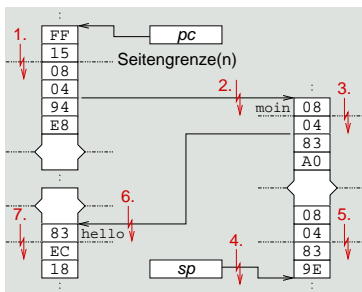 1.
FF
pc
15
Seitengrenze(n)
08
04
2.
3.
94
moin
08
E8
04
83
A0
6.
7.
08
83
hello
04
5.
EC
4.
83
18
sp
9E